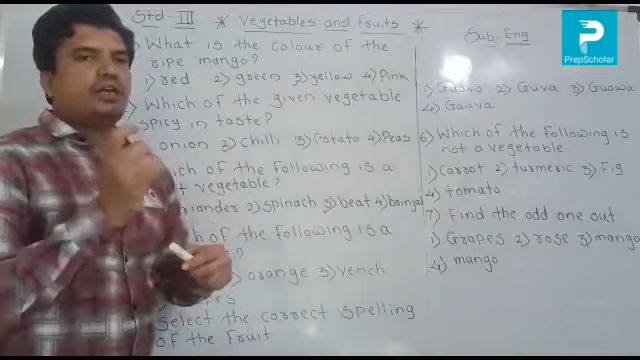 Std-III * Vegetables and Fruits *
Sub- Eng
PrepScholar
What is the colour of the
ripe mango?
1) red 2) green 3) yellow 4) Pink
Which of the given vegetable
spicy in taste?
onion 2) chilli 3) Potato 4) Peas
of the following is a
vegetable?
2) spinach 3) beat 4) brinjal
of the following is a
orange 3) verich
Select the correct spelling
of the Fruit
1) Guava 2) Guva 3) Guawa
4) Gauva
6) Which of the following is
not a vegetable
1) Carrot 2) turmeric 3) Fig
4) tomato
7) Find the odd one out
1) Grapes 2) rose 3) mango
4) mango